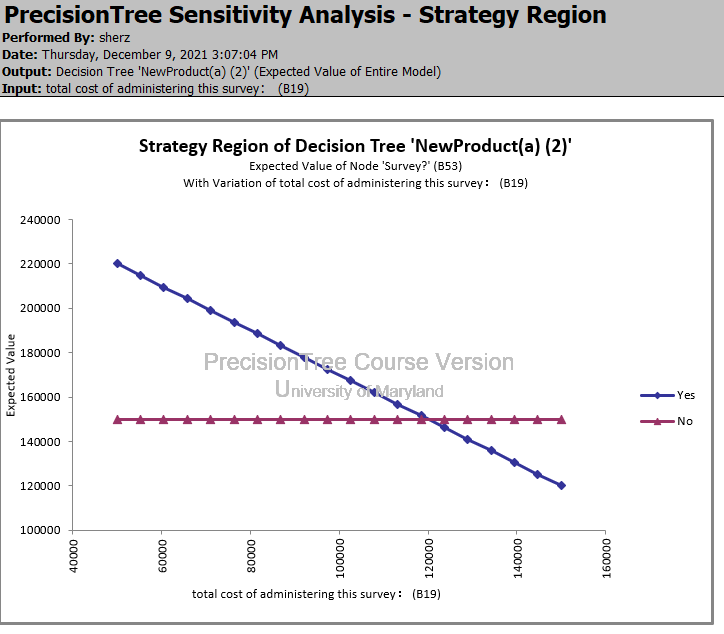 PrecisionTree Sensitivity Analysis - Strategy Region
Performed By: sherz
Date: Thursday, December 9, 2021 3:07:04 PM
Output: Decision Tree 'NewProduct(a) (2)' (Expected Value of Entire Model)
Input: total cost of administering this survey： (B19)
Strategy Region of Decision Tree 'NewProduct(a) (2)'
Expected Value of Node 'Survey?' (B53)
With Variation of total cost of administering this survey： (B19)
240000
220000
200000
180000
160000
140000
120000
100000
Expected Value
PrecisionTree Course Version
University of Maryland
Yes
No
40000
60000
80000
100000
120000
140000
160000
total cost of administering this survey： (B19)